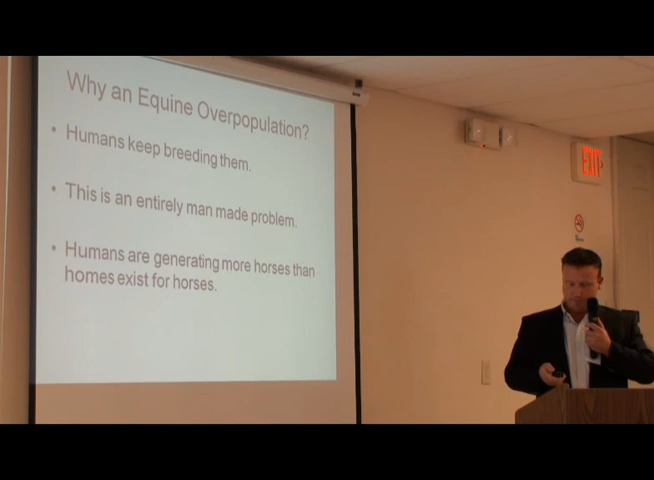 Why an Equine Overpopulation?
• Humans keep breeding them.
• This is an entirely man made problem.
• Humans are generating more horses than
homes exist for horses.
EXIT